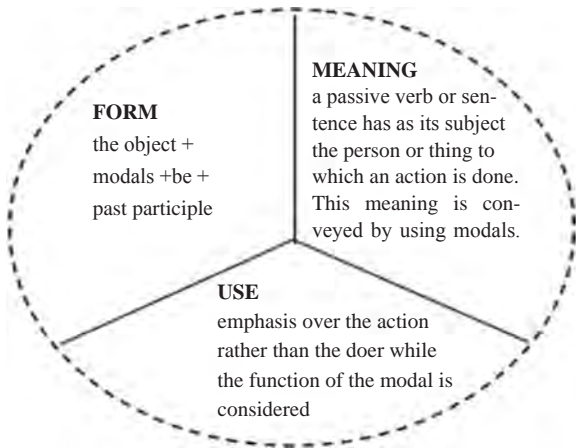 FORM
the object +
modals +be +
past participle
MEANING
a passive verb or sen-
tence has as its subject
the person or thing to
which an action is done.
This meaning is con-
veyed by using modals.
USE
emphasis over the action
rather than the doer while
the function of the modal is
considered